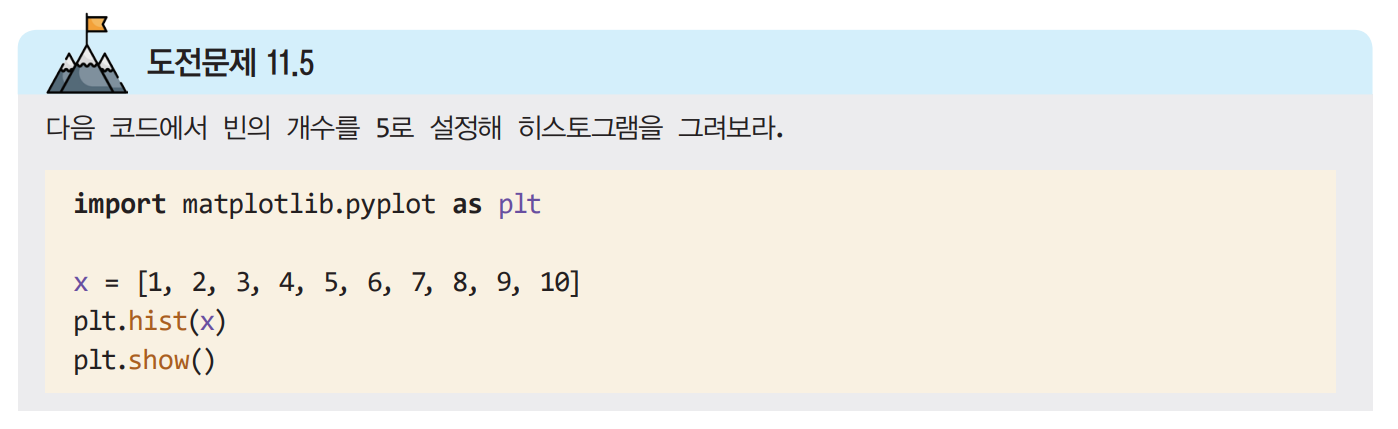 도전문제 11.5
다음 코드에서 빈의 개수를 5로 설정해 히스토그램을 그려보라.
import matplotlib.pyplot as plt
x = [1, 2, 3, 4, 5, 6, 7, 8, 9, 10]
plt.hist(x)
plt.show()